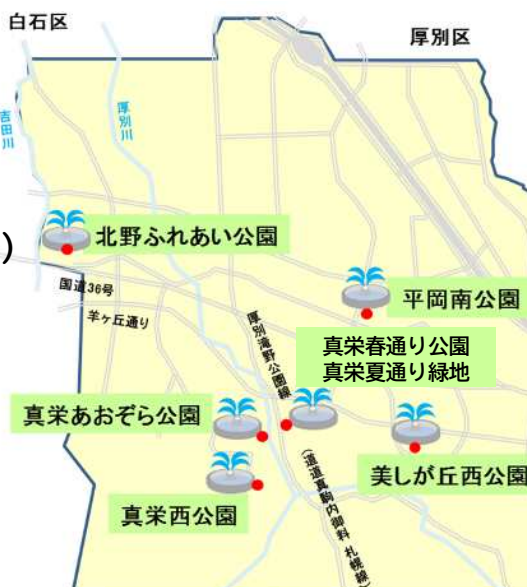 白石区
厚別区
吉田川
厚別川
)
北野ふれあい公園
国道36号
羊ヶ丘通り
平岡南公園
厚別滝野公園線
真栄春通り公園
真栄夏通り緑地
真栄あおぞら公園
美しが丘西公園
真栄西公園
(道道真駒内御料札幌線)